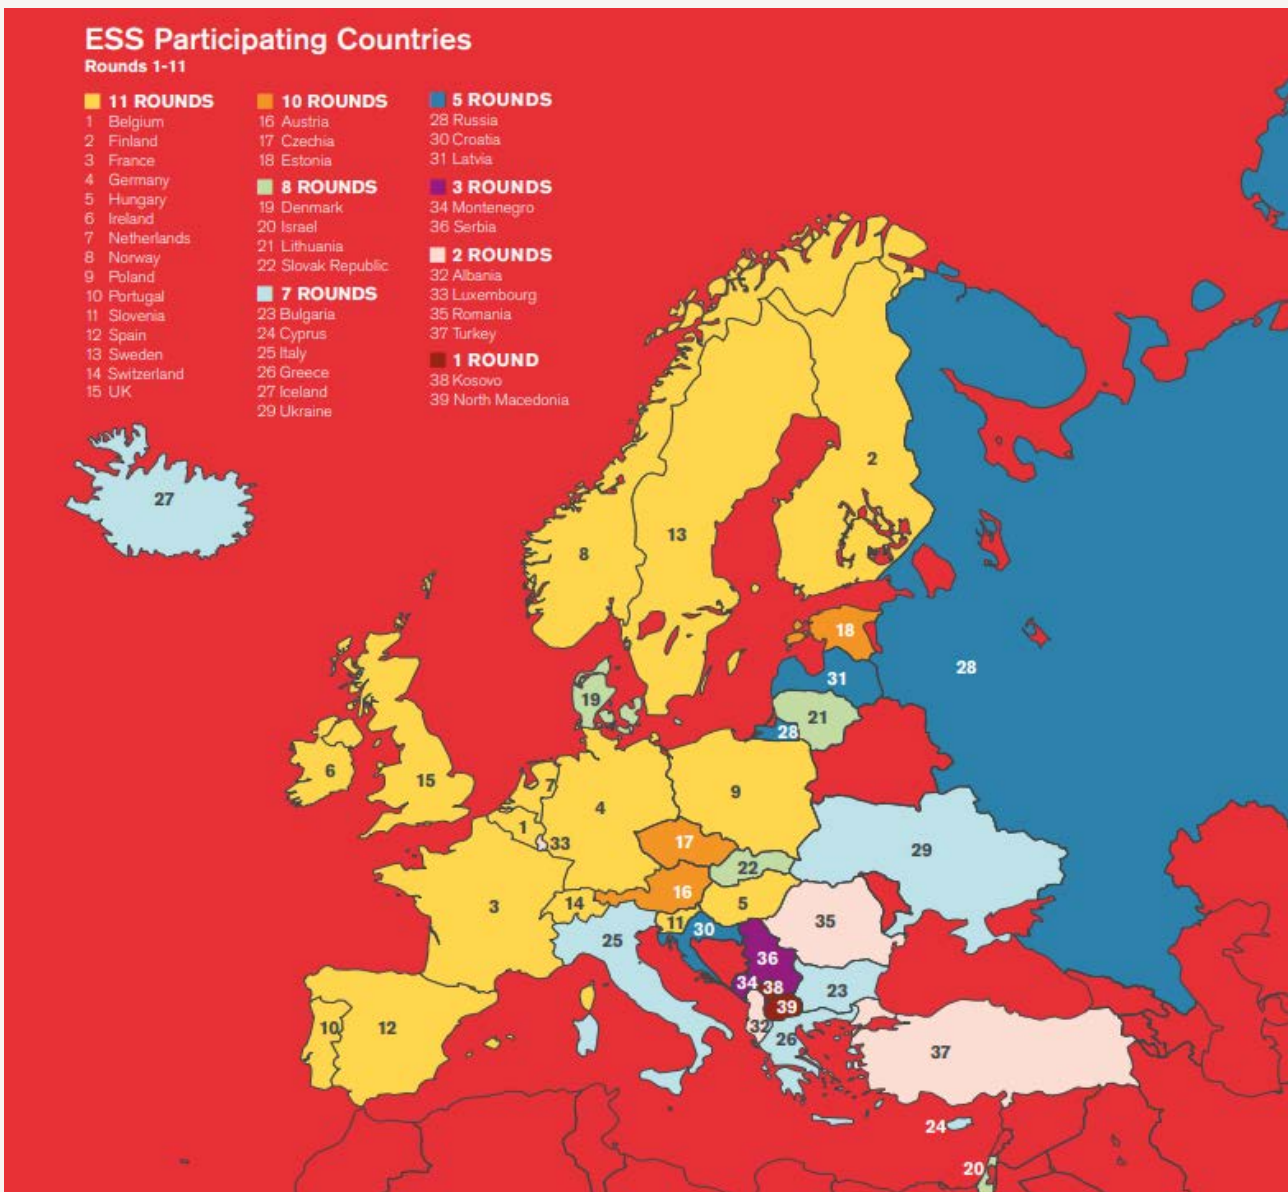 ESS Participating Countries
Rounds 1-11
11 ROUNDS
1 Belgium
2 Finland
3 France
4 Germany
5 Hungary
6 Ireland
7 Netherlands
8 Norway
9 Poland
10 Portugal
11 Slovenia
12 Spain
13 Sweden
14 Switzerland
15 UK
10 ROUNDS
16 Austria
17 Czechia
18 Estonia
8 ROUNDS
19 Denmark
20 Israel
21 Lithuania
22 Slovak Republic
7 ROUNDS
23 Bulgaria
24 Cyprus
25 Italy
26 Greece
27 Iceland
29 Ukraine
5 ROUNDS
28 Russia
30 Croatia
31 Latvia
3 ROUNDS
34 Montenegro
36 Serbia
2 ROUNDS
32 Albania
33 Luxembourg
35 Romania
37 Turkey
1 ROUND
38 Kosovo
39 North Macedonia
2
27
13
8
18
28
31
19
21
28
6
15
7
4
9
1
33
17
29
22
16
14
5
3
11
30
35
25
36
34
38
23
39
10
12
32
26
37
24
20